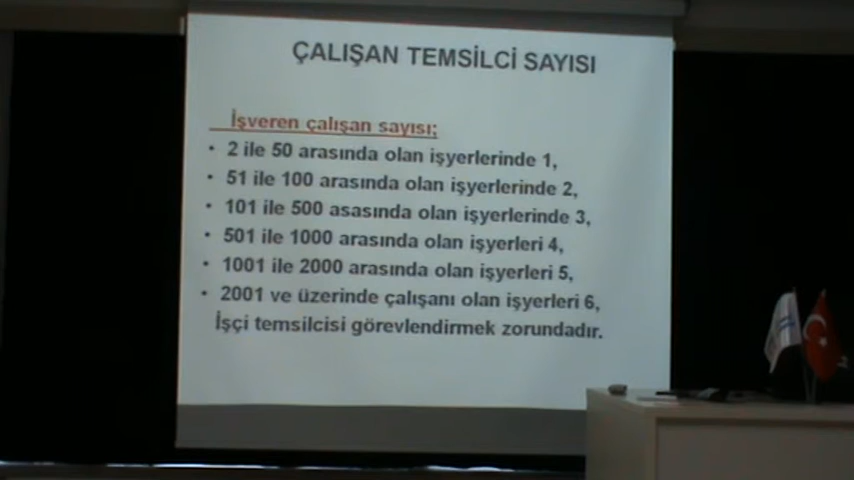 ÇALIŞAN TEMSİLCİ SAYISI
İşveren çalışan sayısı;
• 2 ile 50 arasında olan işyerlerinde 1,
• 51 ile 100 arasında olan işyerlerinde 2,
• 101 ile 500 asasında olan işyerlerinde 3,
• 501 ile 1000 arasında olan işyerleri 4,
• 1001 ile 2000 arasında olan işyerleri 5,
• 2001 ve üzerinde çalışanı olan işyerleri 6,
İşçi temsilcisi görevlendirmek zorundadır.